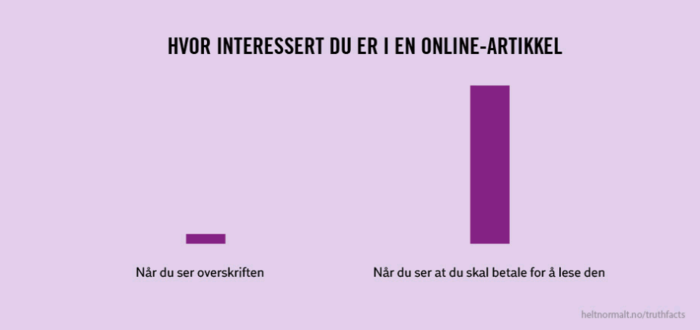 HVOR INTERESSERT DU ER I EN ONLINE-ARTIKKEL
Når du ser overskriften
Når du ser at du skal betale for å lese den
heltnormalt.no/truthfacts